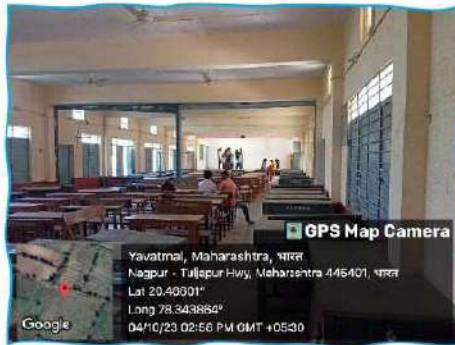 GPS Map Camera
Yavatmal, Maharashtra, भारत
Nagpur - Tuljapur Hwy, Maharashtra 445401, भारत
Lat 20.46601°
Long 78.343864°
04/10/23 02:56 PM GMT +05:30
Google